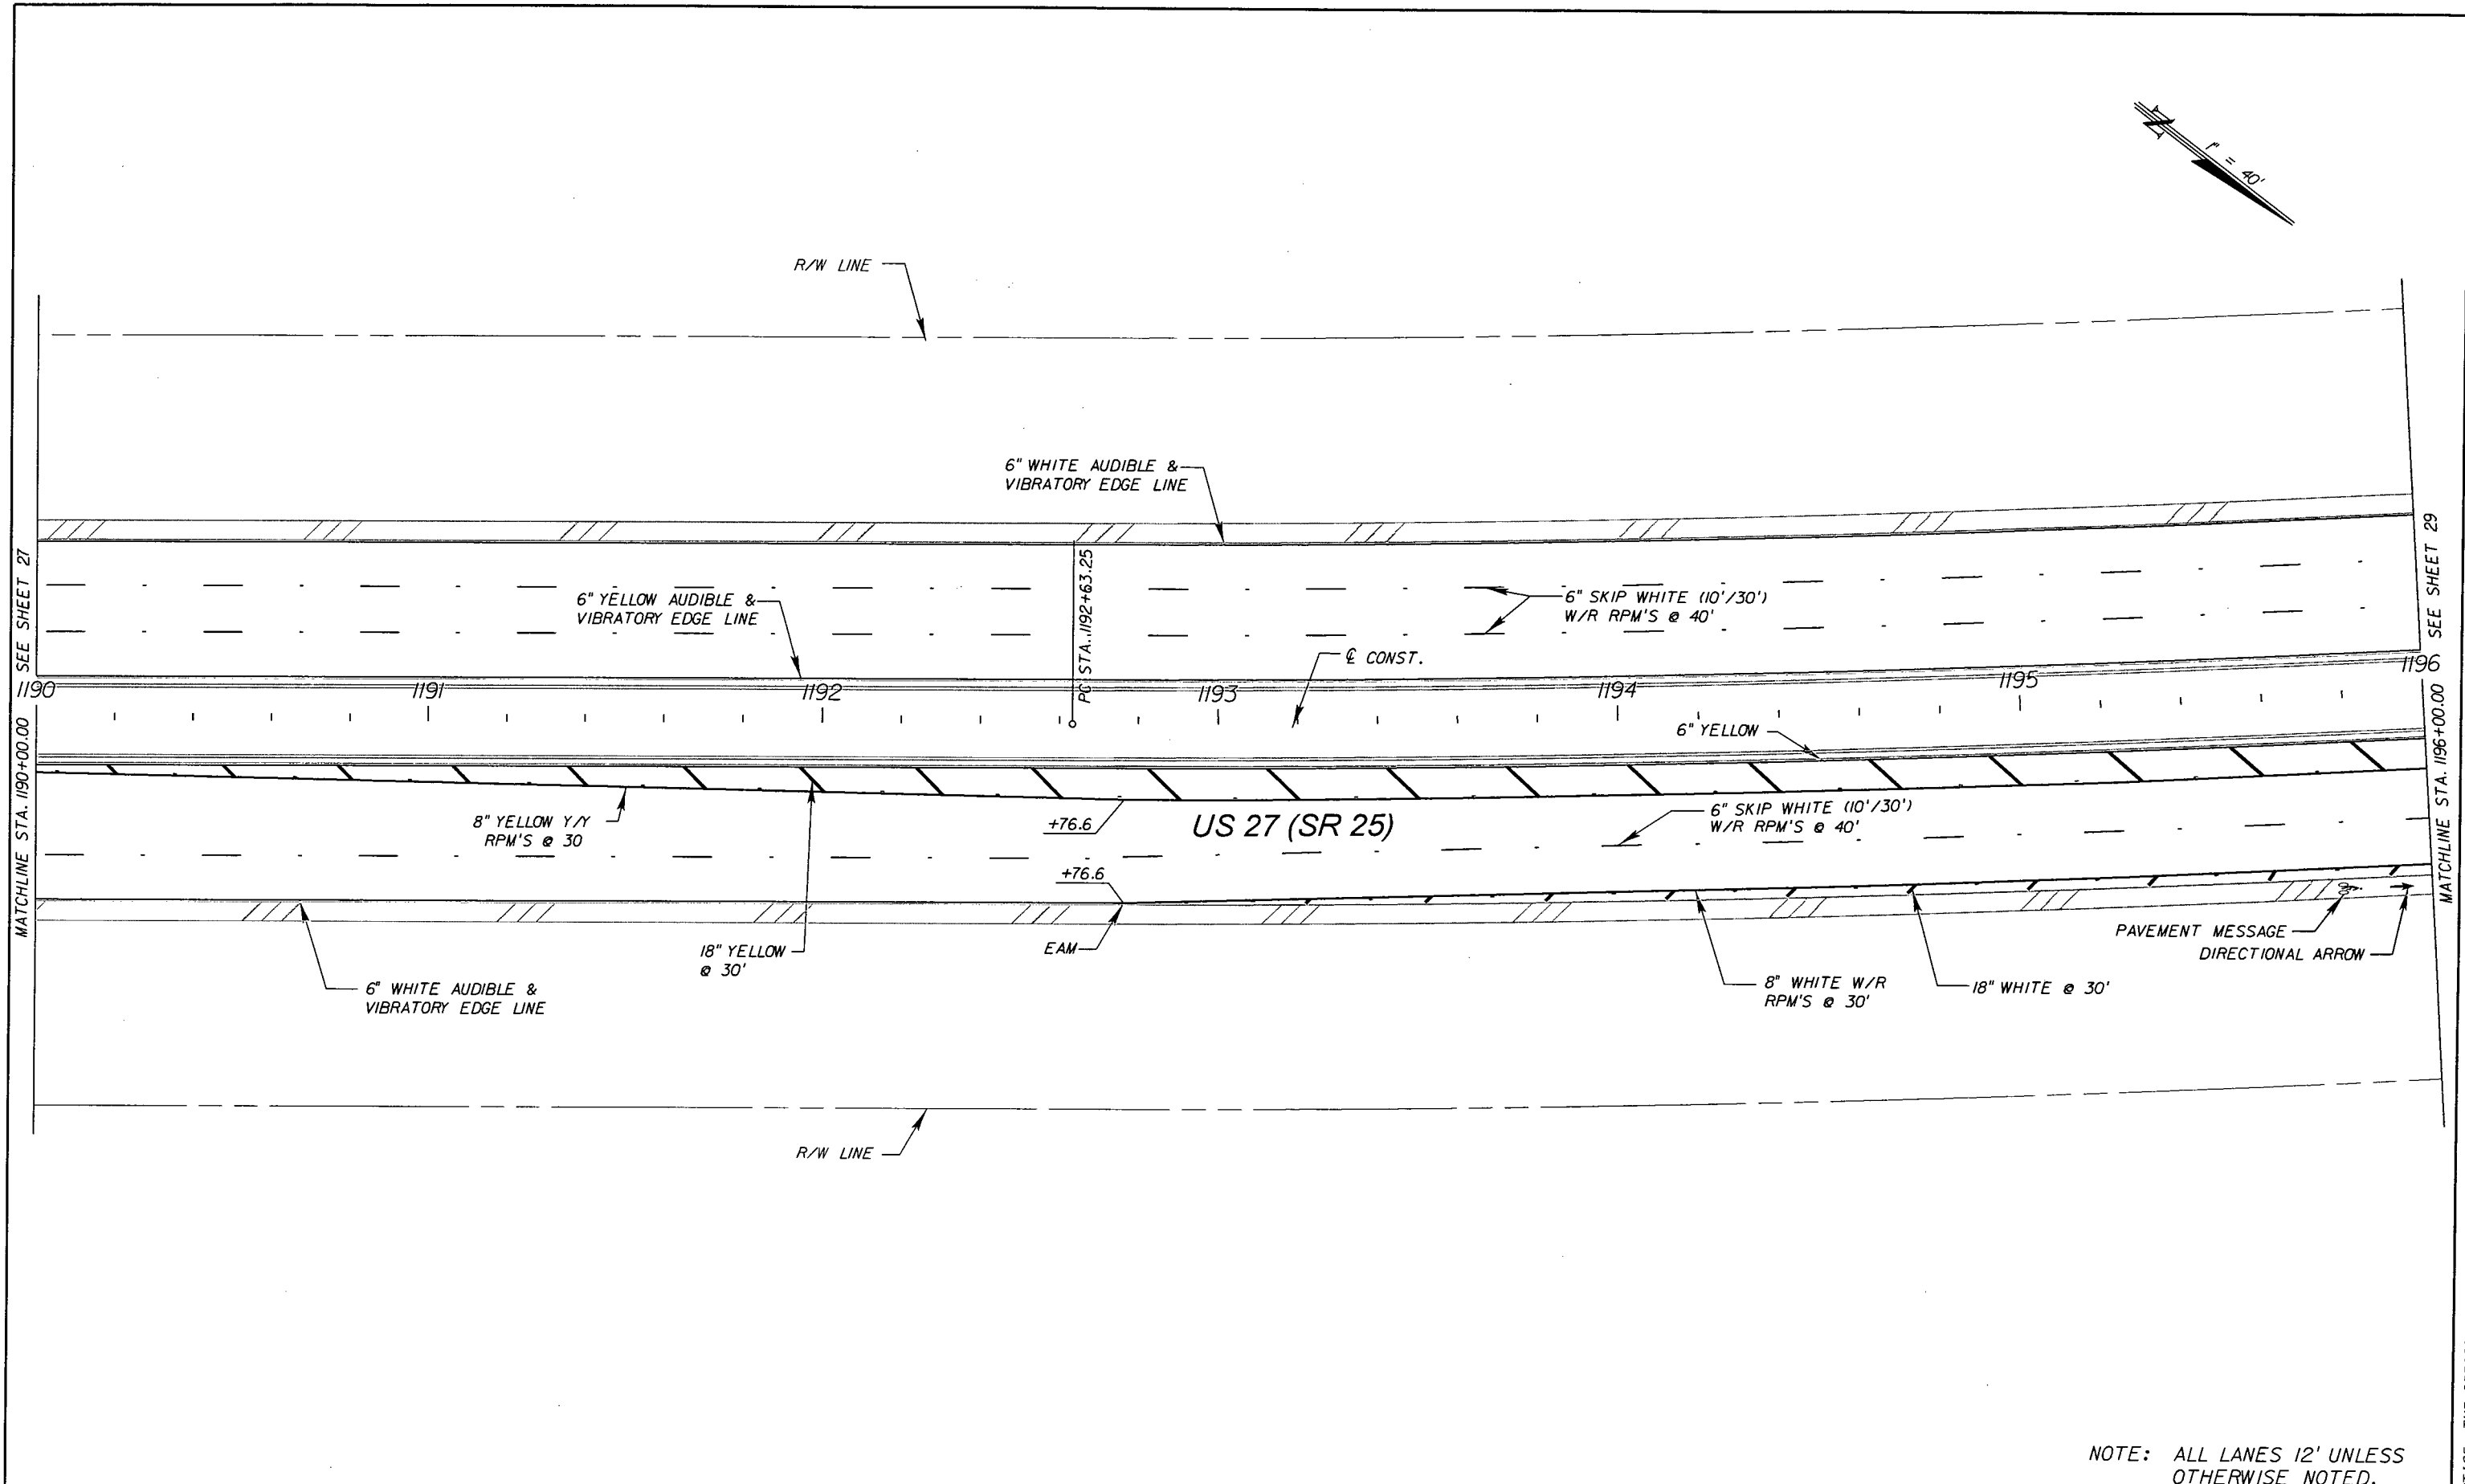 N
1" = 40'
R/W LINE
6" WHITE AUDIBLE &
VIBRATORY EDGE LINE
SEE SHEET 27
SEE SHEET 29
6" YELLOW AUDIBLE &
VIBRATORY EDGE LINE
PC STA. 1192+63.25
6" SKIP WHITE (10'/30')
W/R RPM'S @ 40'
℄ CONST.
1190
1191
1192
1193
1194
1195
1196
MATCHLINE STA. 1190+00.00
MATCHLINE STA. 1196+00.00
6" YELLOW
8" YELLOW Y/Y
RPM'S @ 30
+76.6
US 27 (SR 25)
6" SKIP WHITE (10'/30')
W/R RPM'S @ 40'
+76.6
18" YELLOW
@ 30'
EAM
PAVEMENT MESSAGE
DIRECTIONAL ARROW
6" WHITE AUDIBLE &
VIBRATORY EDGE LINE
8" WHITE W/R
RPM'S @ 30'
18" WHITE @ 30'
R/W LINE
NOTE: ALL LANES 12' UNLESS
OTHERWISE NOTED.